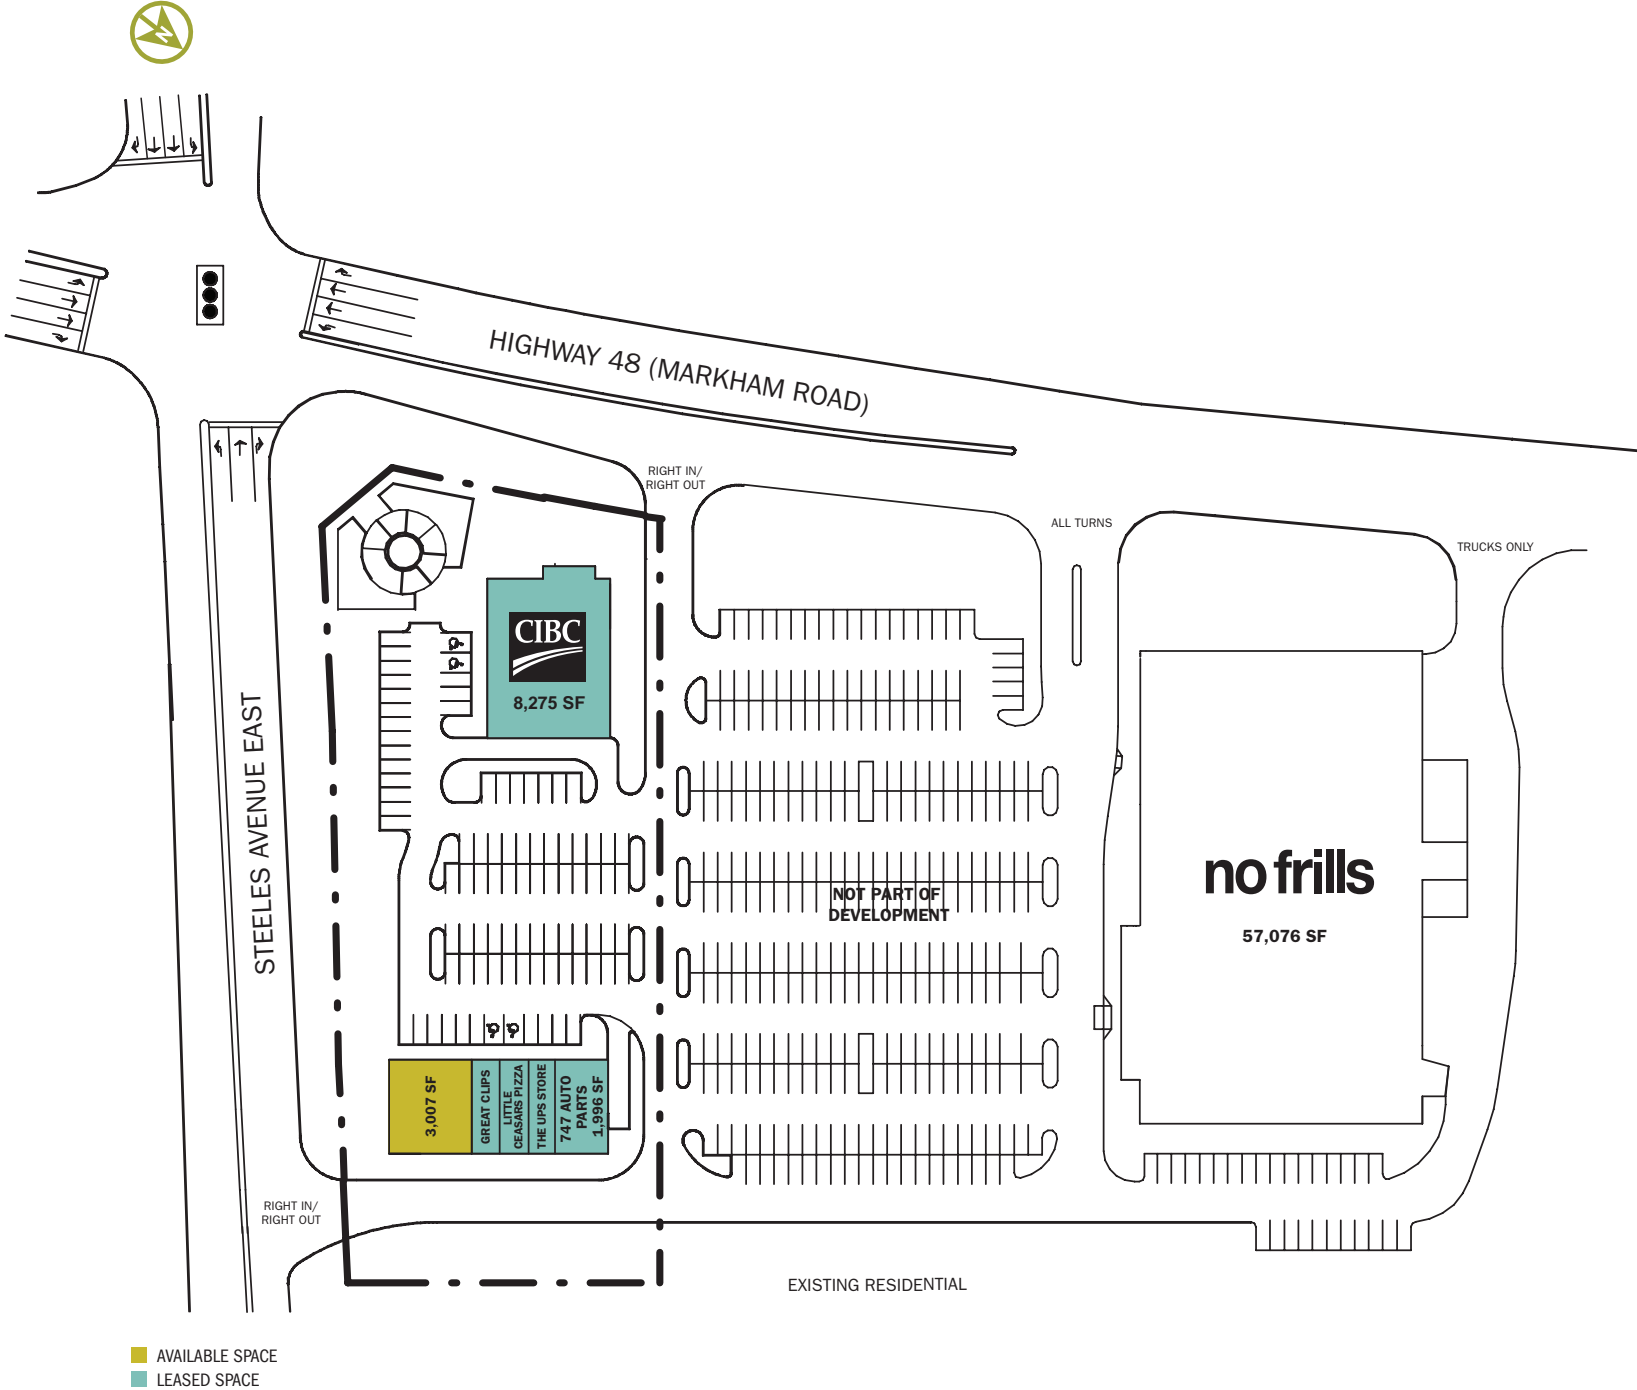 N
HIGHWAY 48 (MARKHAM ROAD)
RIGHT IN/
RIGHT OUT
ALL TURNS
TRUCKS ONLY
CIBC
8,275 SF
STEELES AVENUE EAST
NOT PART OF
DEVELOPMENT
no frills
57,076 SF
3,007 SF
GREAT CLIPS
LITTLE
CEASARS PIZZA
THE UPS STORE
747 AUTO
PARTS
1,996 SF
RIGHT IN/
RIGHT OUT
EXISTING RESIDENTIAL
AVAILABLE SPACE
LEASED SPACE